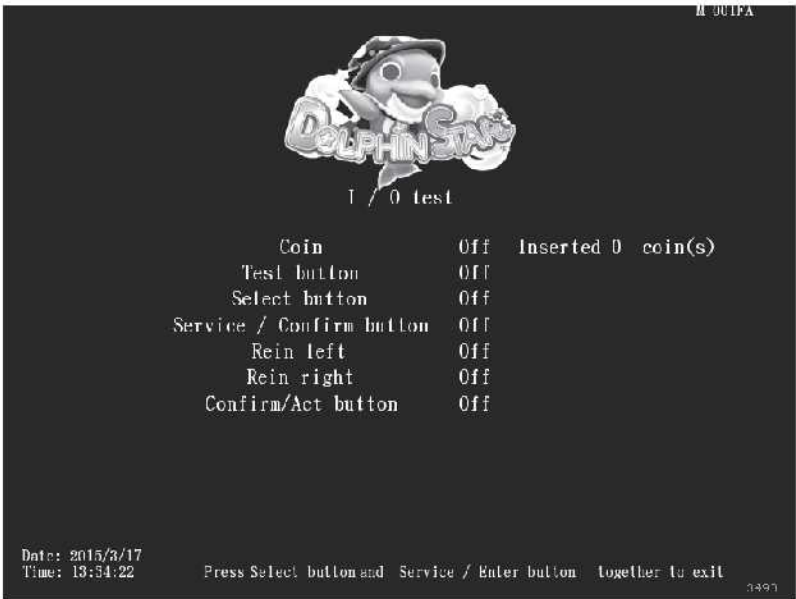 M 001FA
DOLPHIN STAR
I / O test
Coin Off Inserted 0 coin(s)
Test button Off
Select button Off
Service / Confirm button Off
Rein left Off
Rein right Off
Confirm/Act button Off
Date: 2015/3/17
Time: 13:54:22 Press Select button and Service / Enter button together to exit
3493